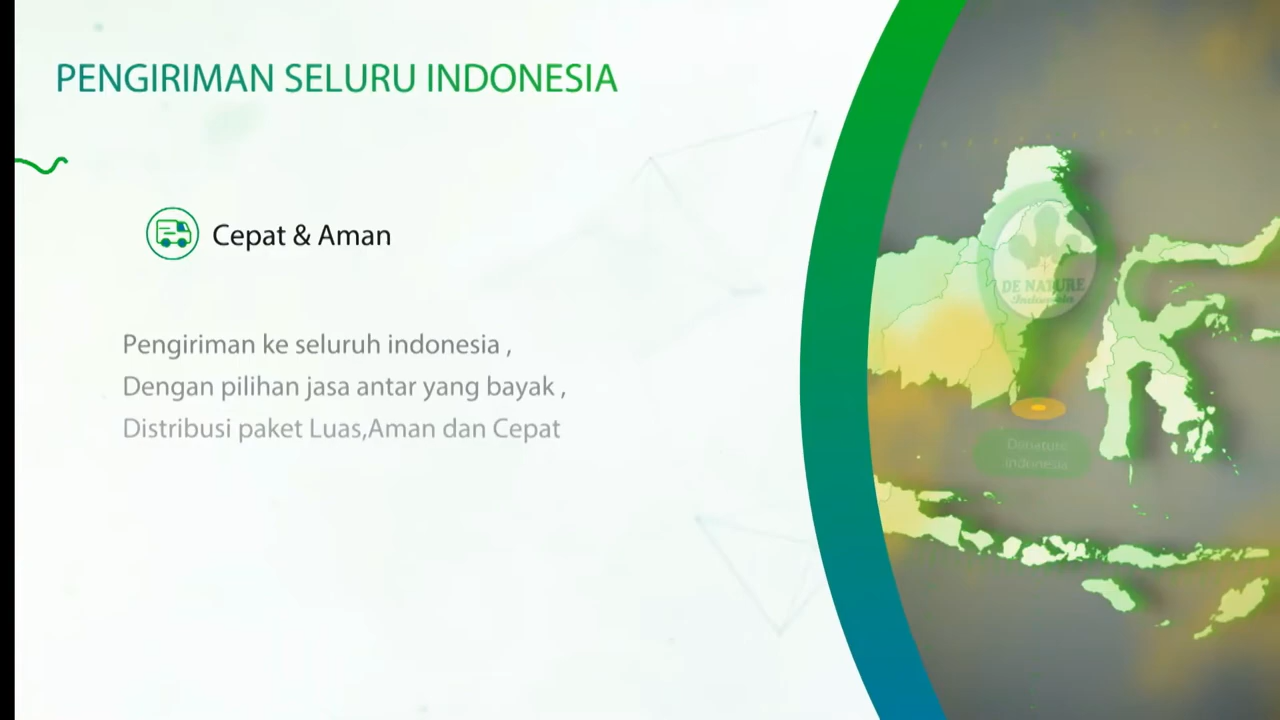 PENGIRIMAN SELURU INDONESIA
Cepat & Aman
Pengiriman ke seluruh indonesia ,
Dengan pilihan jasa antar yang bayak ,
Distribusi paket Luas,Aman dan Cepat
DE NATURE
Indonesia
Denature
Indonesia